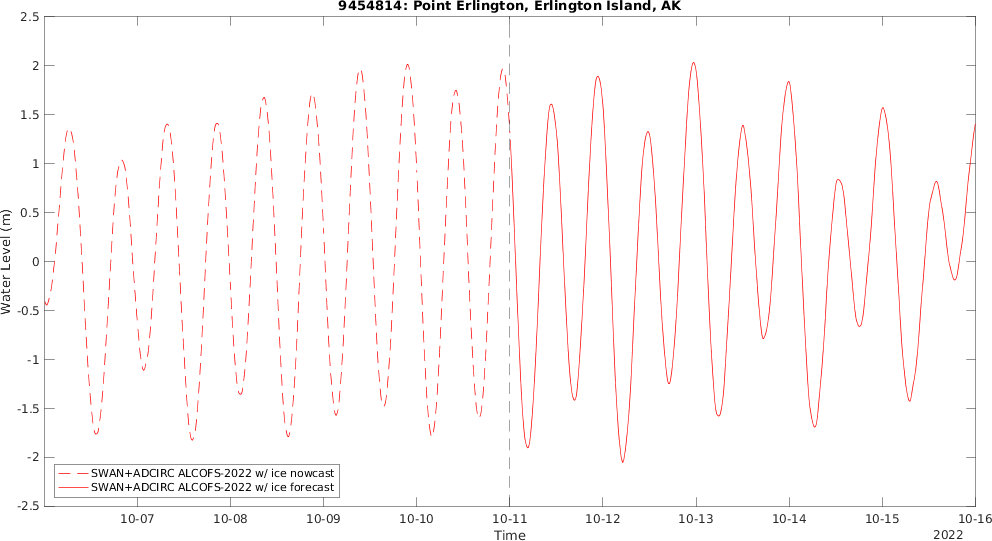 9454814: Point Erlington, Erlington Island, AK
2.5
2
1.5
1
0.5
0
-0.5
-1
-1.5
-2
-2.5
Water Level (m)
SWAN+ADCIRC ALCOFS-2022 w/ ice nowcast
SWAN+ADCIRC ALCOFS-2022 w/ ice forecast
10-07 10-08 10-09 10-10 10-11 10-12 10-13 10-14 10-15 10-16
Time
2022